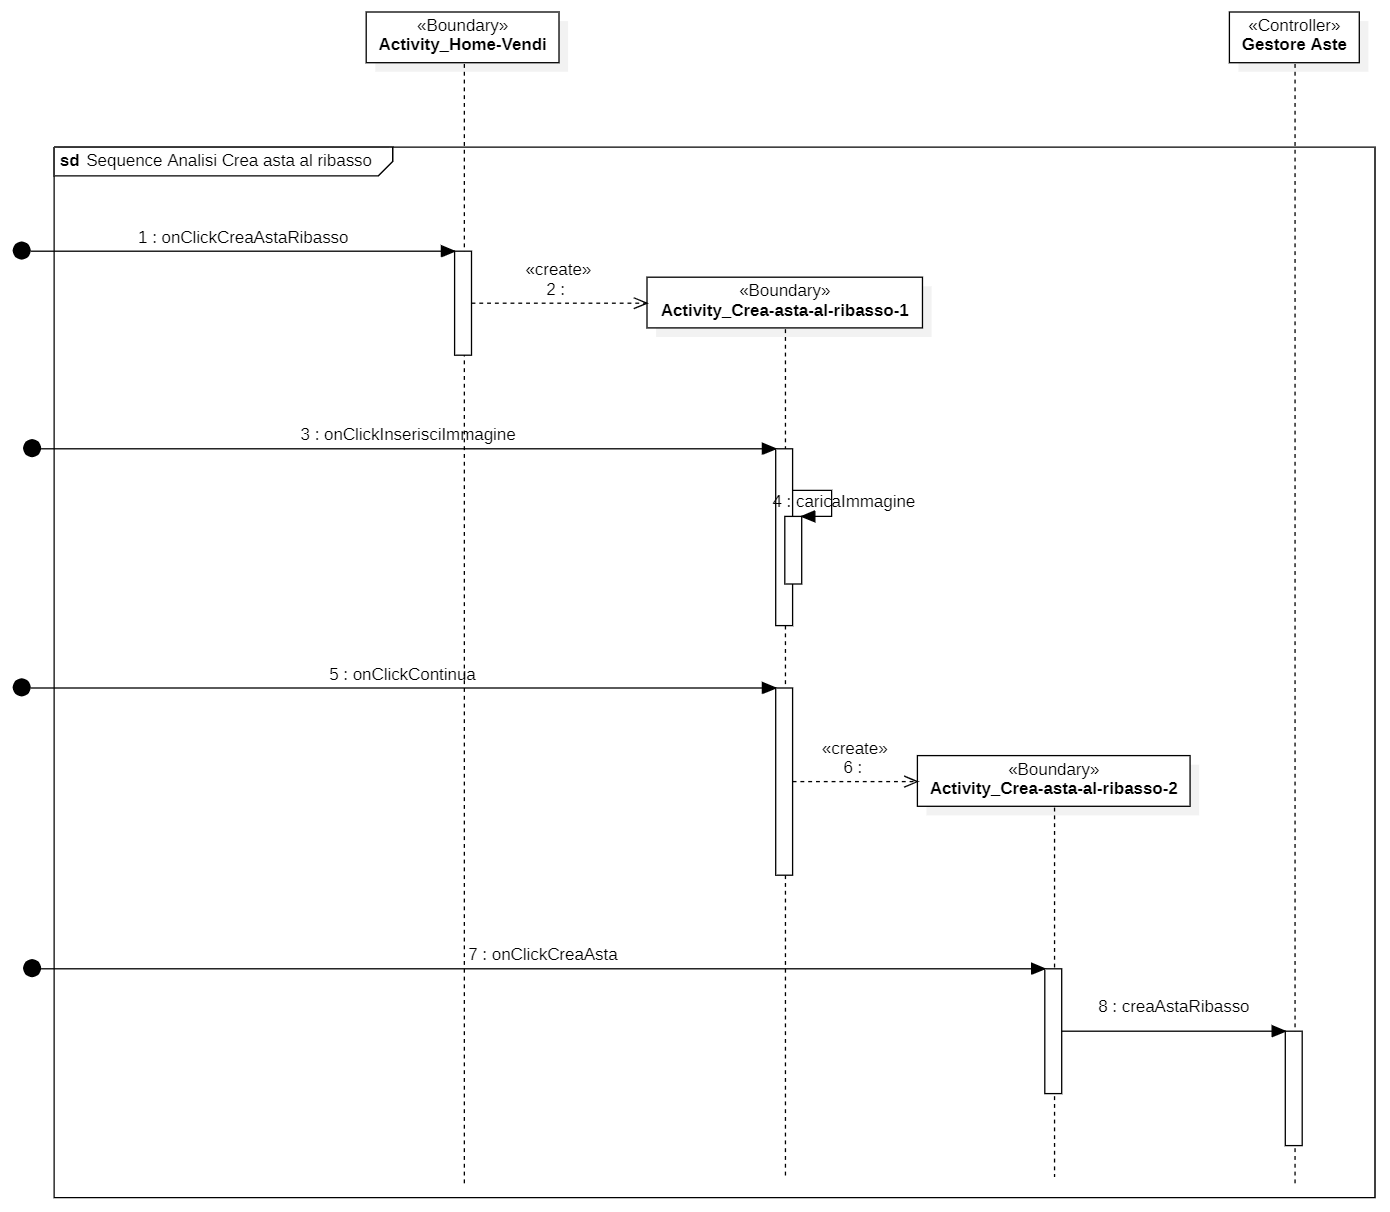 «Boundary»
Activity_Home-Vendi
«Controller»
Gestore Aste
sd Sequence Analisi Crea asta al ribasso
1 : onClickCreaAstaRibasso
«create»
2 :
«Boundary»
Activity_Crea-asta-al-ribasso-1
3 : onClickInserisciImmagine
4 : caricaImmagine
5 : onClickContinua
«create»
6 :
«Boundary»
Activity_Crea-asta-al-ribasso-2
7 : onClickCreaAsta
8 : creaAstaRibasso